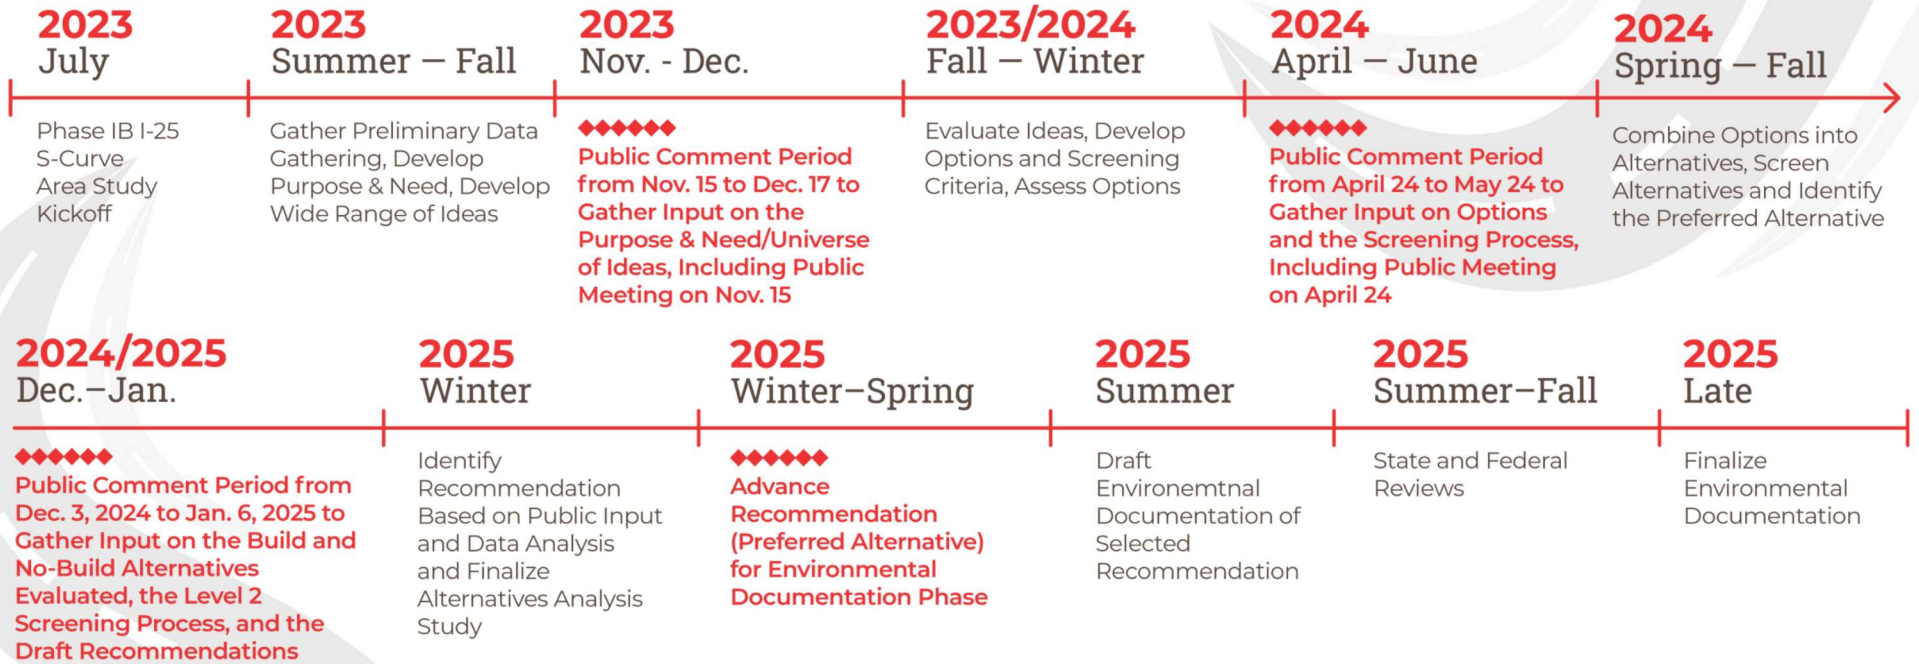 2023
July
Phase IB I-25
S-Curve
Area Study
Kickoff
2023
Summer – Fall
Gather Preliminary Data
Gathering, Develop
Purpose & Need, Develop
Wide Range of Ideas
2023
Nov. - Dec.
Public Comment Period
from Nov. 15 to Dec. 17 to
Gather Input on the
Purpose & Need/Universe
of Ideas, Including Public
Meeting on Nov. 15
2023/2024
Fall – Winter
Evaluate Ideas, Develop
Options and Screening
Criteria, Assess Options
2024
April – June
Public Comment Period
from April 24 to May 24 to
Gather Input on Options
and the Screening Process,
Including Public Meeting
on April 24
2024
Spring – Fall
Combine Options into
Alternatives, Screen
Alternatives and Identify
the Preferred Alternative
2024/2025
Dec.–Jan.
Public Comment Period from
Dec. 3, 2024 to Jan. 6, 2025 to
Gather Input on the Build and
No-Build Alternatives
Evaluated, the Level 2
Screening Process, and the
Draft Recommendations
2025
Winter
Identify
Recommendation
Based on Public Input
and Data Analysis
and Finalize
Alternatives Analysis
Study
2025
Winter–Spring
Advance
Recommendation
(Preferred Alternative)
for Environmental
Documentation Phase
2025
Summer
Draft
Environemtnal
Documentation of
Selected
Recommendation
2025
Summer–Fall
State and Federal
Reviews
2025
Late
Finalize
Environmental
Documentation